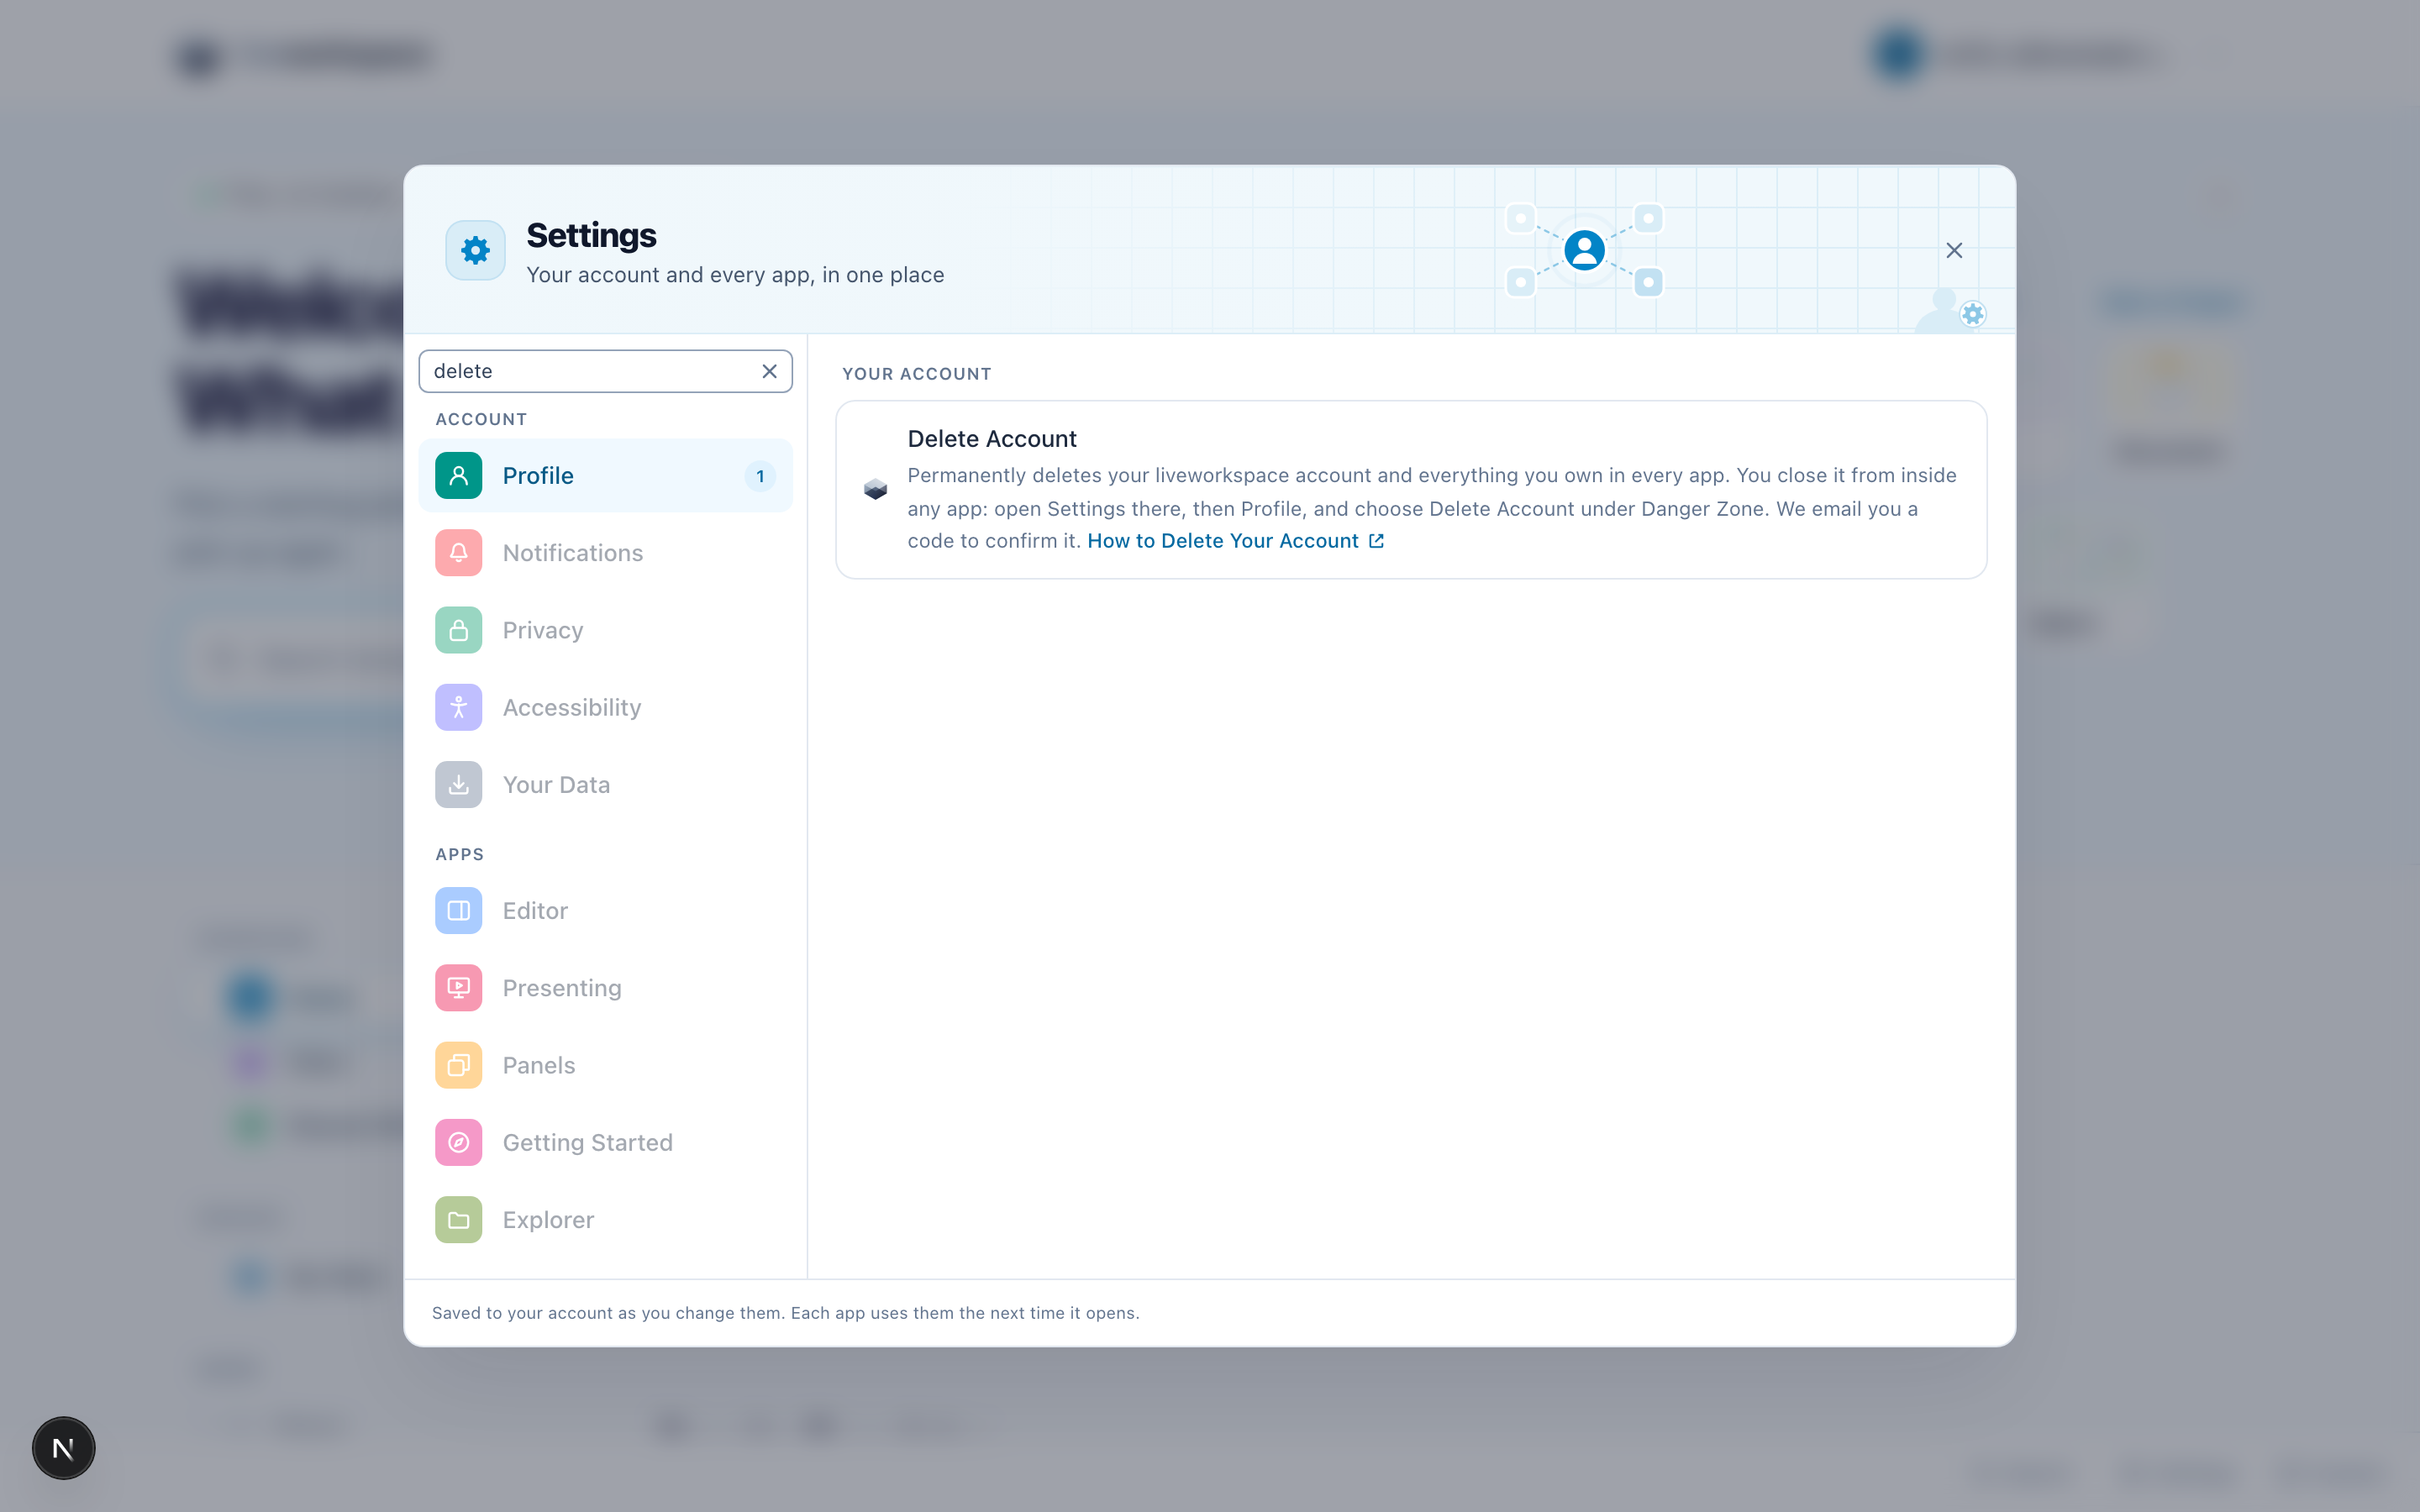 Settings
Your account and every app, in one place
delete
ACCOUNT
Profile
1
Notifications
Privacy
Accessibility
Your Data
APPS
Editor
Presenting
Panels
Getting Started
Explorer
YOUR ACCOUNT
Delete Account
Permanently deletes your liveworkspace account and everything you own in every app. You close it from inside
any app: open Settings there, then Profile, and choose Delete Account under Danger Zone. We email you a
code to confirm it. How to Delete Your Account
Saved to your account as you change them. Each app uses them the next time it opens.
N